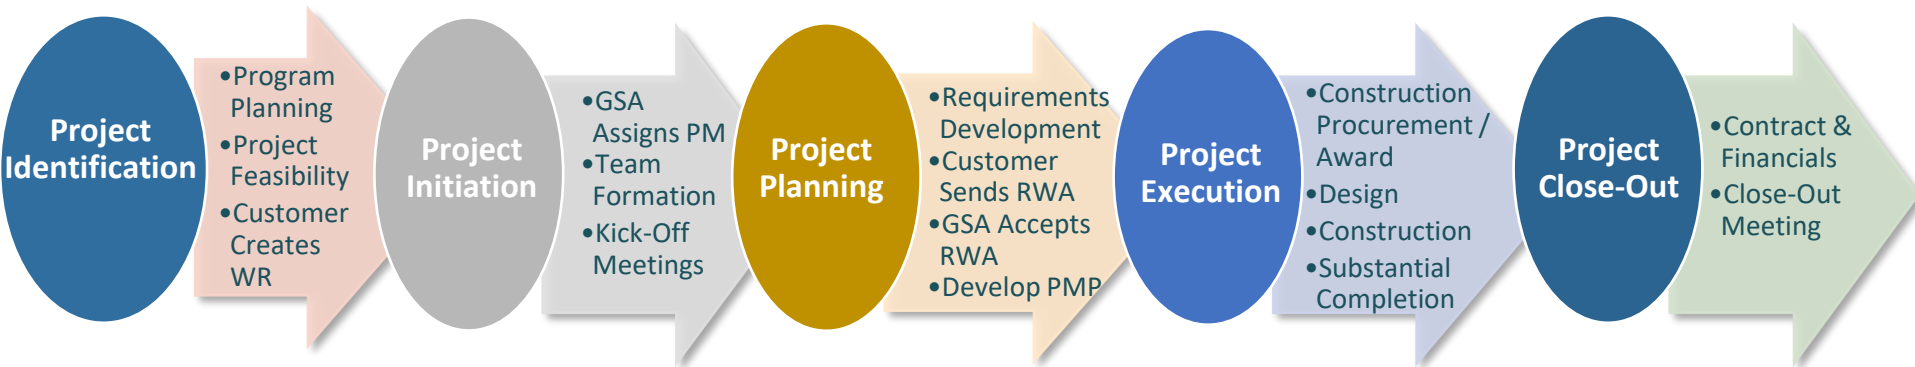 Project
Identification
•Program
Planning
•Project
Feasibility
•Customer
Creates
WR
Project
Initiation
•GSA
Assigns PM
•Team
Formation
•Kick-Off
Meetings
Project
Planning
•Requirements
Development
•Customer
Sends RWA
•GSA Accepts
RWA
•Develop PMP
Project
Execution
•Construction
Procurement /
Award
•Design
•Construction
•Substantial
Completion
Project
Close-Out
•Contract &
Financials
•Close-Out
Meeting